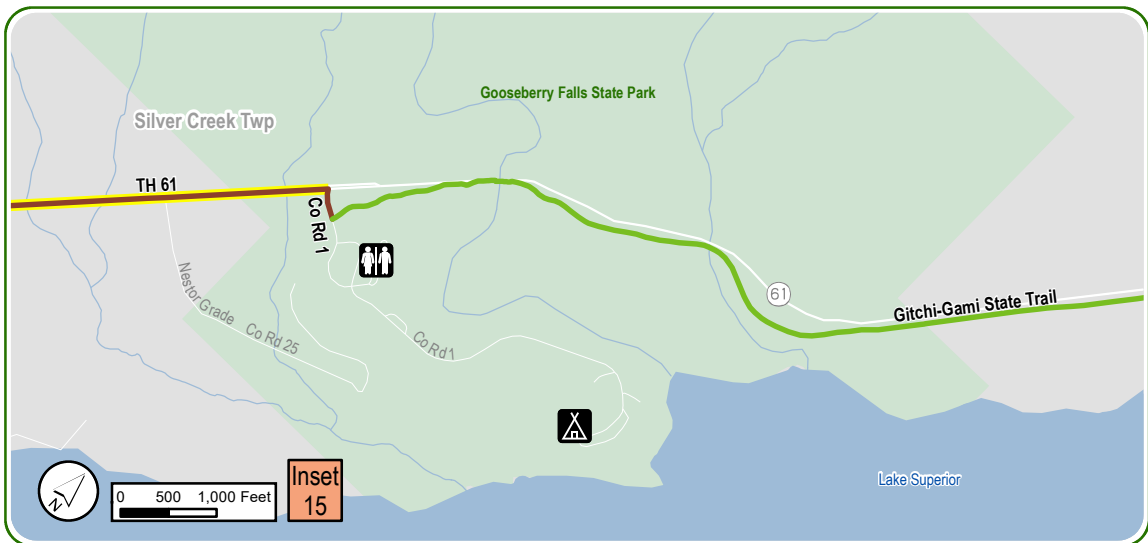 Gooseberry Falls State Park
Silver Creek Twp
TH 61
Co Rd 1
Nestor Grade Co Rd 25
Co Rd 1
61
Gitchi-Gami State Trail
Lake Superior
N
0 500 1,000 Feet
Inset
15